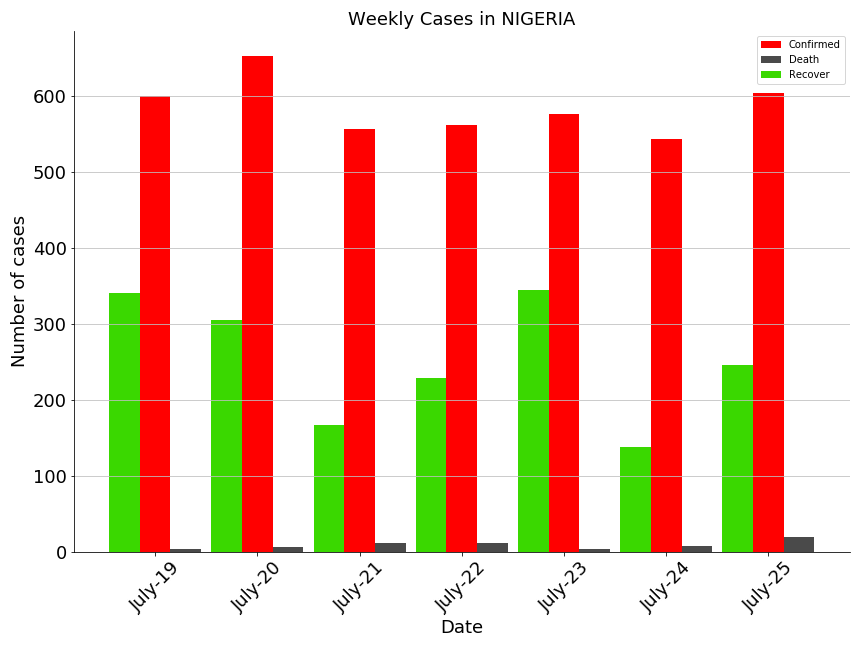 Weekly Cases in NIGERIA
Confirmed
Death
Recover
Number of cases
600
500
400
300
200
100
0
July-19
July-20
July-21
July-22
July-23
July-24
July-25
Date